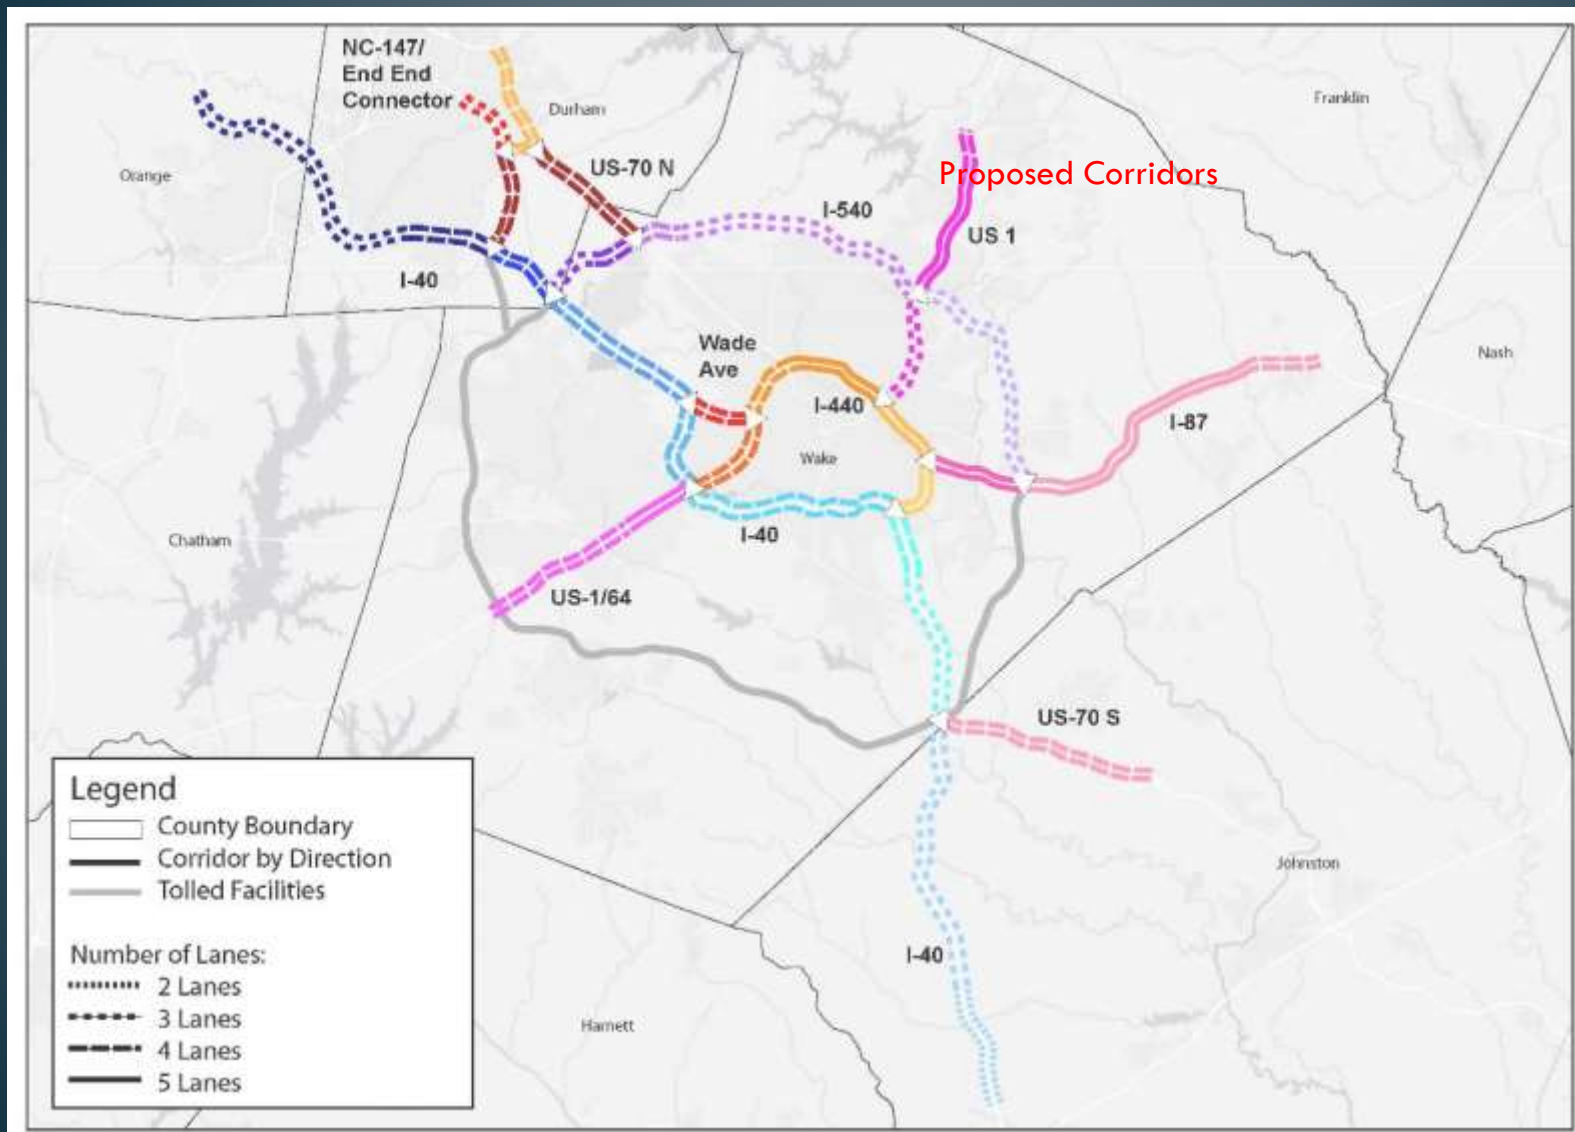 NC-147/
End End
Connector
Durham
Franklin
Orange
US-70 N
Proposed Corridors
I-540
US 1
I-40
Wade
Ave
Nash
I-440
I-87
Wake
I-40
Chatham
US-1/64
US-70 S
Legend
County Boundary
Corridor by Direction
Tolled Facilities
Number of Lanes:
2 Lanes
3 Lanes
4 Lanes
5 Lanes
Johnston
I-40
Harnett